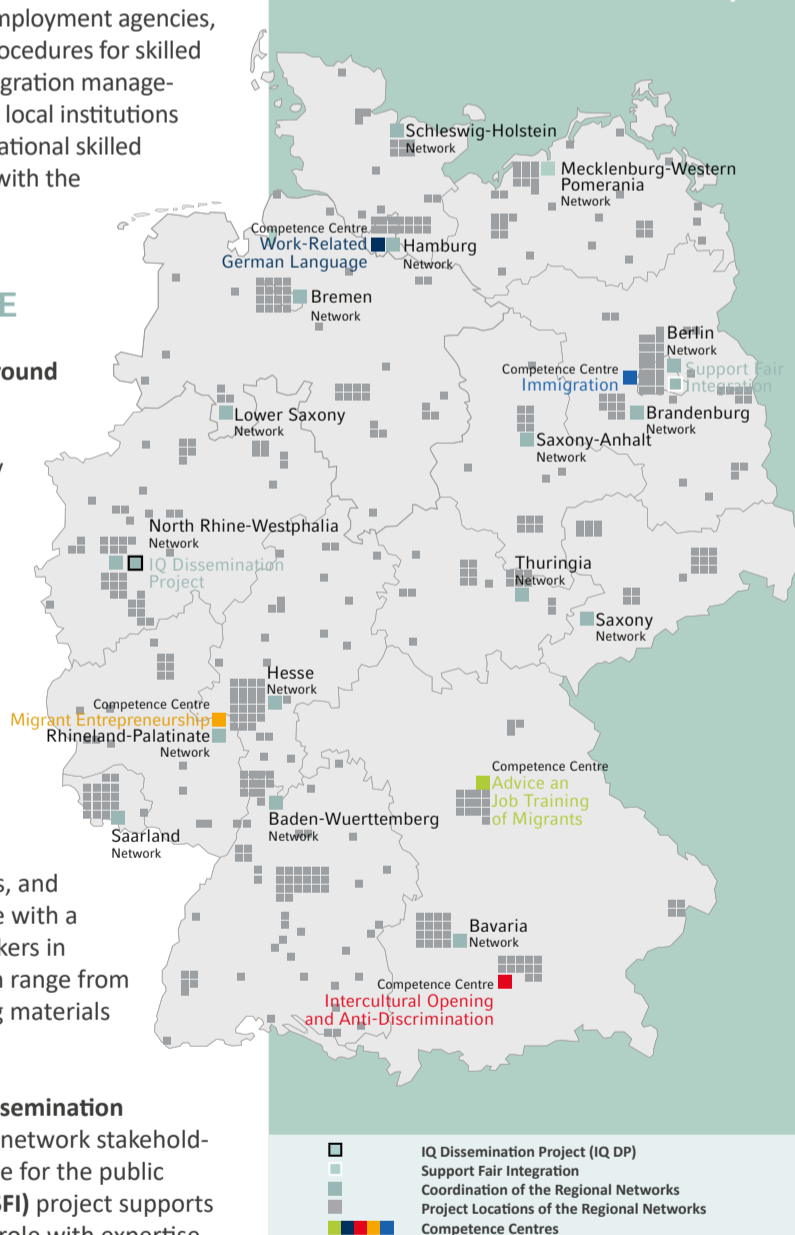 mployment agencies,
ocedures for skilled
gration manage-
local institutions
ational skilled
with the
E
ound
y
s, and
e with a
kers in
n range from
g materials
semination
network stakehold-
e for the public
SFI) project supports
role with expertise
Schleswig-Holstein
Network
Mecklenburg-Western
Pomerania
Network
Competence Centre
Work-Related
German Language
Hamburg
Network
Bremen
Network
Berlin
Network
Support Fair
Integration
Competence Centre
Immigration
Brandenburg
Network
Lower Saxony
Network
Saxony-Anhalt
Network
North Rhine-Westphalia
Network
IQ Dissemination
Project
Thuringia
Network
Saxony
Network
Hesse
Network
Competence Centre
Migrant Entrepreneurship
Rhineland-Palatinate
Network
Competence Centre
Advice an
Job Training
of Migrants
Saarland
Network
Baden-Wuerttemberg
Network
Bavaria
Network
Competence Centre
Intercultural Opening
and Anti-Discrimination
IQ Dissemination Project (IQ DP)
Support Fair Integration
Coordination of the Regional Networks
Project Locations of the Regional Networks
Competence Centres